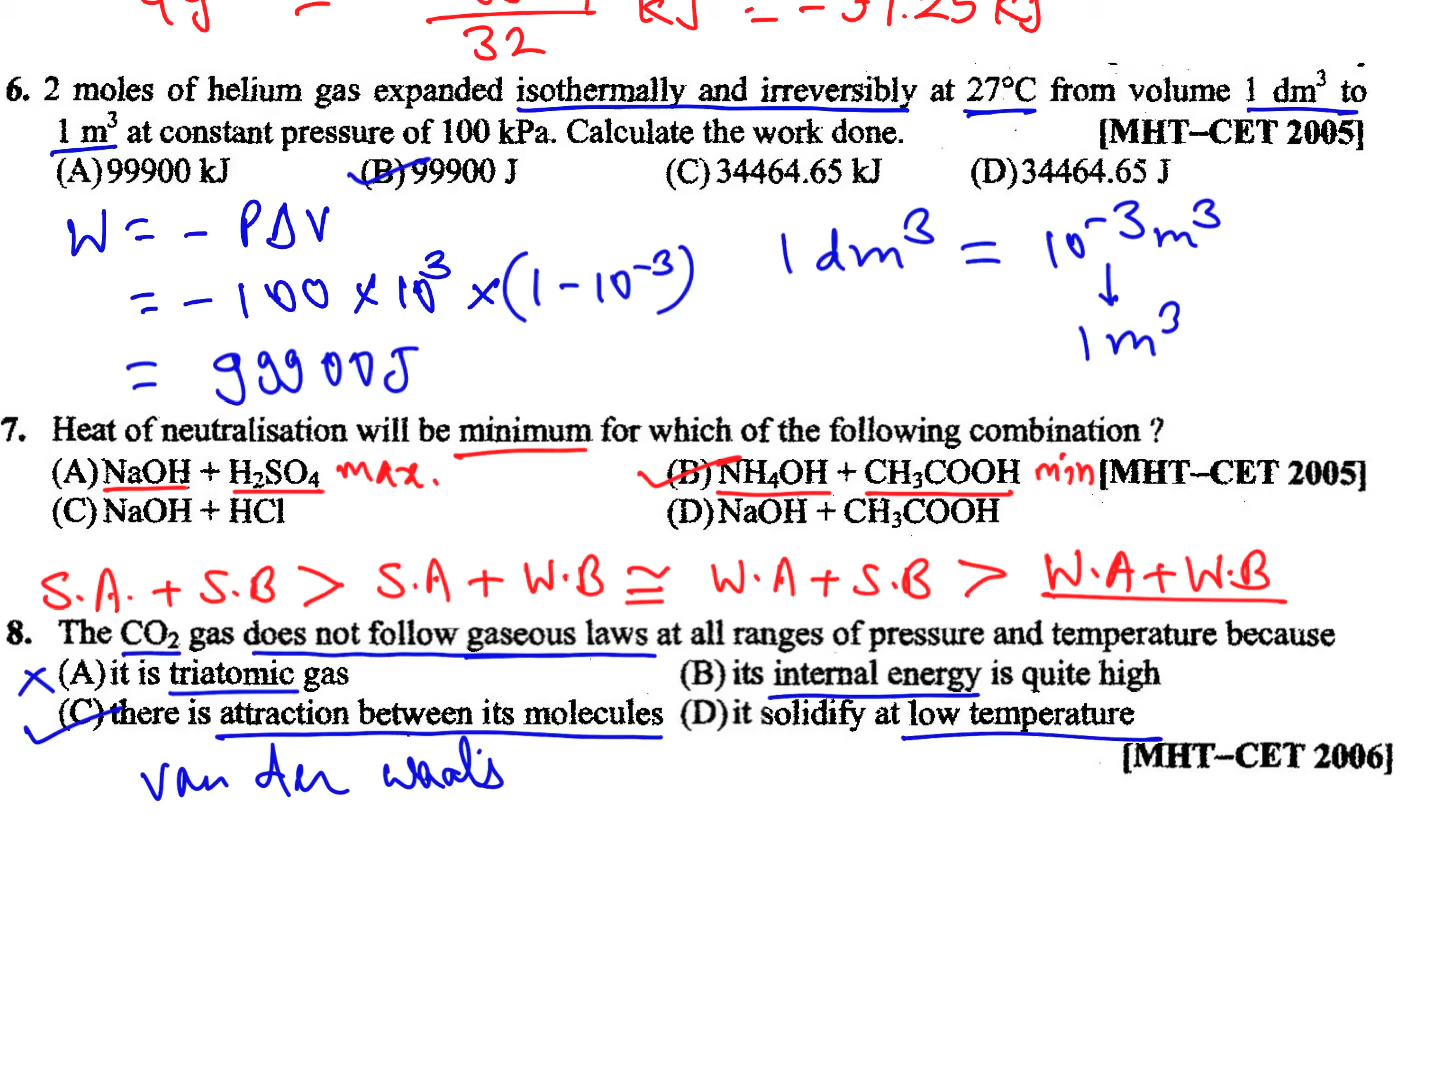 32 kJ = -31.25 kJ
6. 2 moles of helium gas expanded isothermally and irreversibly at 27°C from volume 1 dm³ to
1 m³ at constant pressure of 100 kPa. Calculate the work done. [MHT–CET 2005]
(A) 99900 kJ (B) 99900 J (C) 34464.65 kJ (D) 34464.65 J
W = - PΔV
1 dm³ = 10⁻³ m³
= - 100 × 10³ × (1 - 10⁻³)
↓
1 m³
= 99900 J
7. Heat of neutralisation will be minimum for which of the following combination ?
(A) NaOH + H₂SO₄ max. (B) NH₄OH + CH₃COOH min [MHT–CET 2005]
(C) NaOH + HCl (D) NaOH + CH₃COOH
S.A. + S.B > S.A + W.B ≅ W.A + S.B > W.A + W.B
8. The CO₂ gas does not follow gaseous laws at all ranges of pressure and temperature because
× (A) it is triatomic gas (B) its internal energy is quite high
(C) there is attraction between its molecules (D) it solidify at low temperature
[MHT–CET 2006]
van der waal's